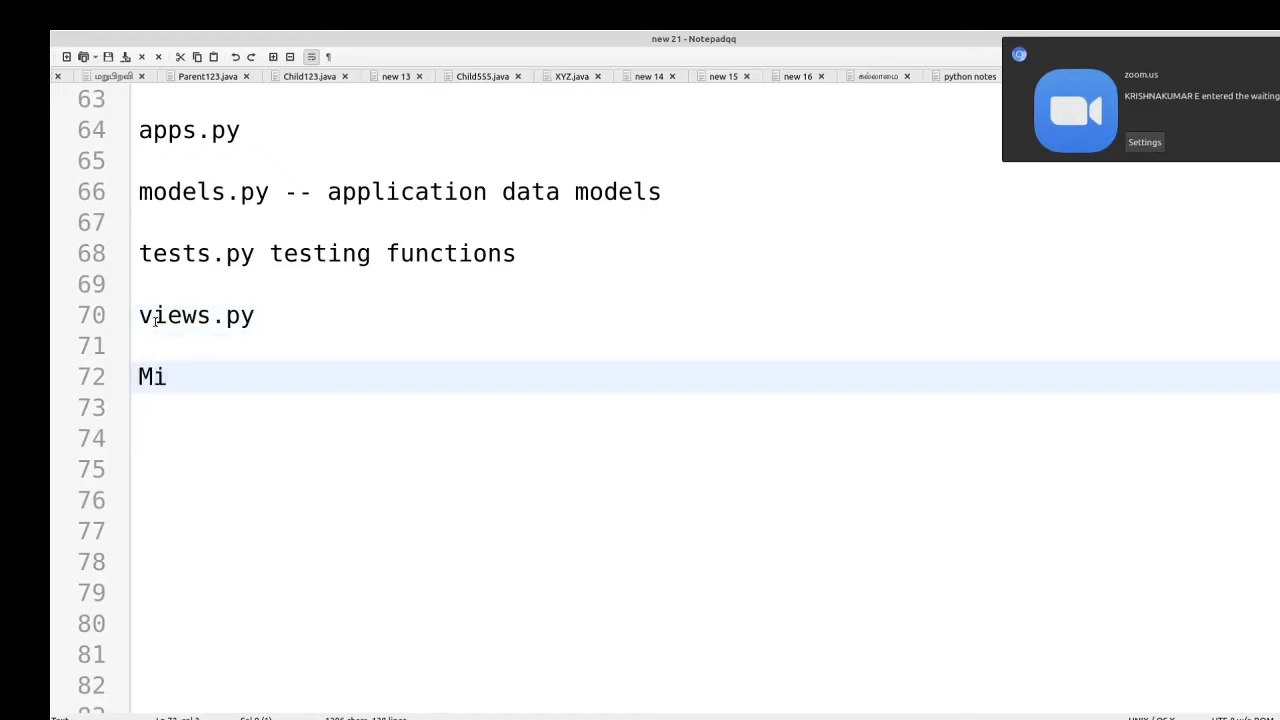 new 21 - Notepadqq
மறுபிறவி Parent123.java Child123.java new 13 Child555.java XYZ.java new 14 new 15 new 16 கல்லாமை python notes
zoom.us
KRISHNAKUMAR E entered the waiting
Settings
63
64 apps.py
65
66 models.py -- application data models
67
68 tests.py testing functions
69
70 views.py
71
72 Mi
73
74
75
76
77
78
79
80
81
82